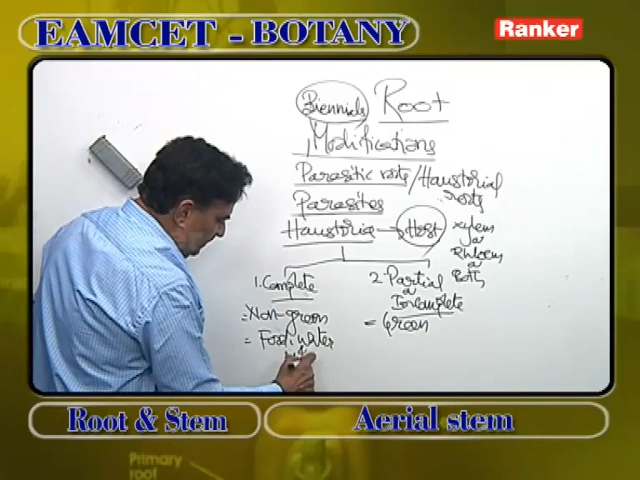 EAMCET - BOTANY
Ranker
Biennials Root
Modifications
Parasitic roots/Haustorial roots
Parasites
Haustoria → Host xylem
or
Phloem
or
Both
1. Complete 2. Partial
or
Incomplete
=Non-green = Green
= Food, water
Root & Stem Aerial stem
Primary
root